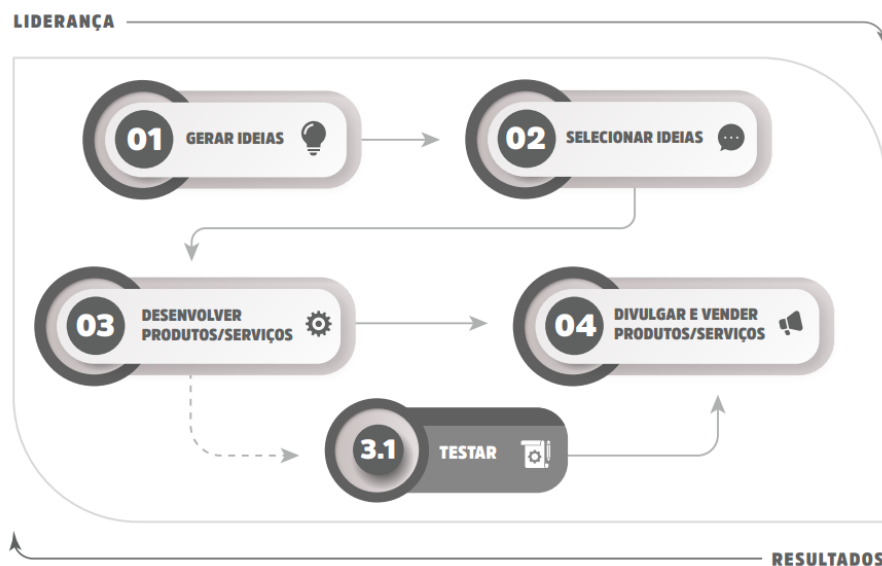 LIDERANÇA
01 GERAR IDEIAS
02 SELECIONAR IDEIAS
03 DESENVOLVER
PRODUTOS/SERVIÇOS
04 DIVULGAR E VENDER
PRODUTOS/SERVIÇOS
3.1 TESTAR
RESULTADOS